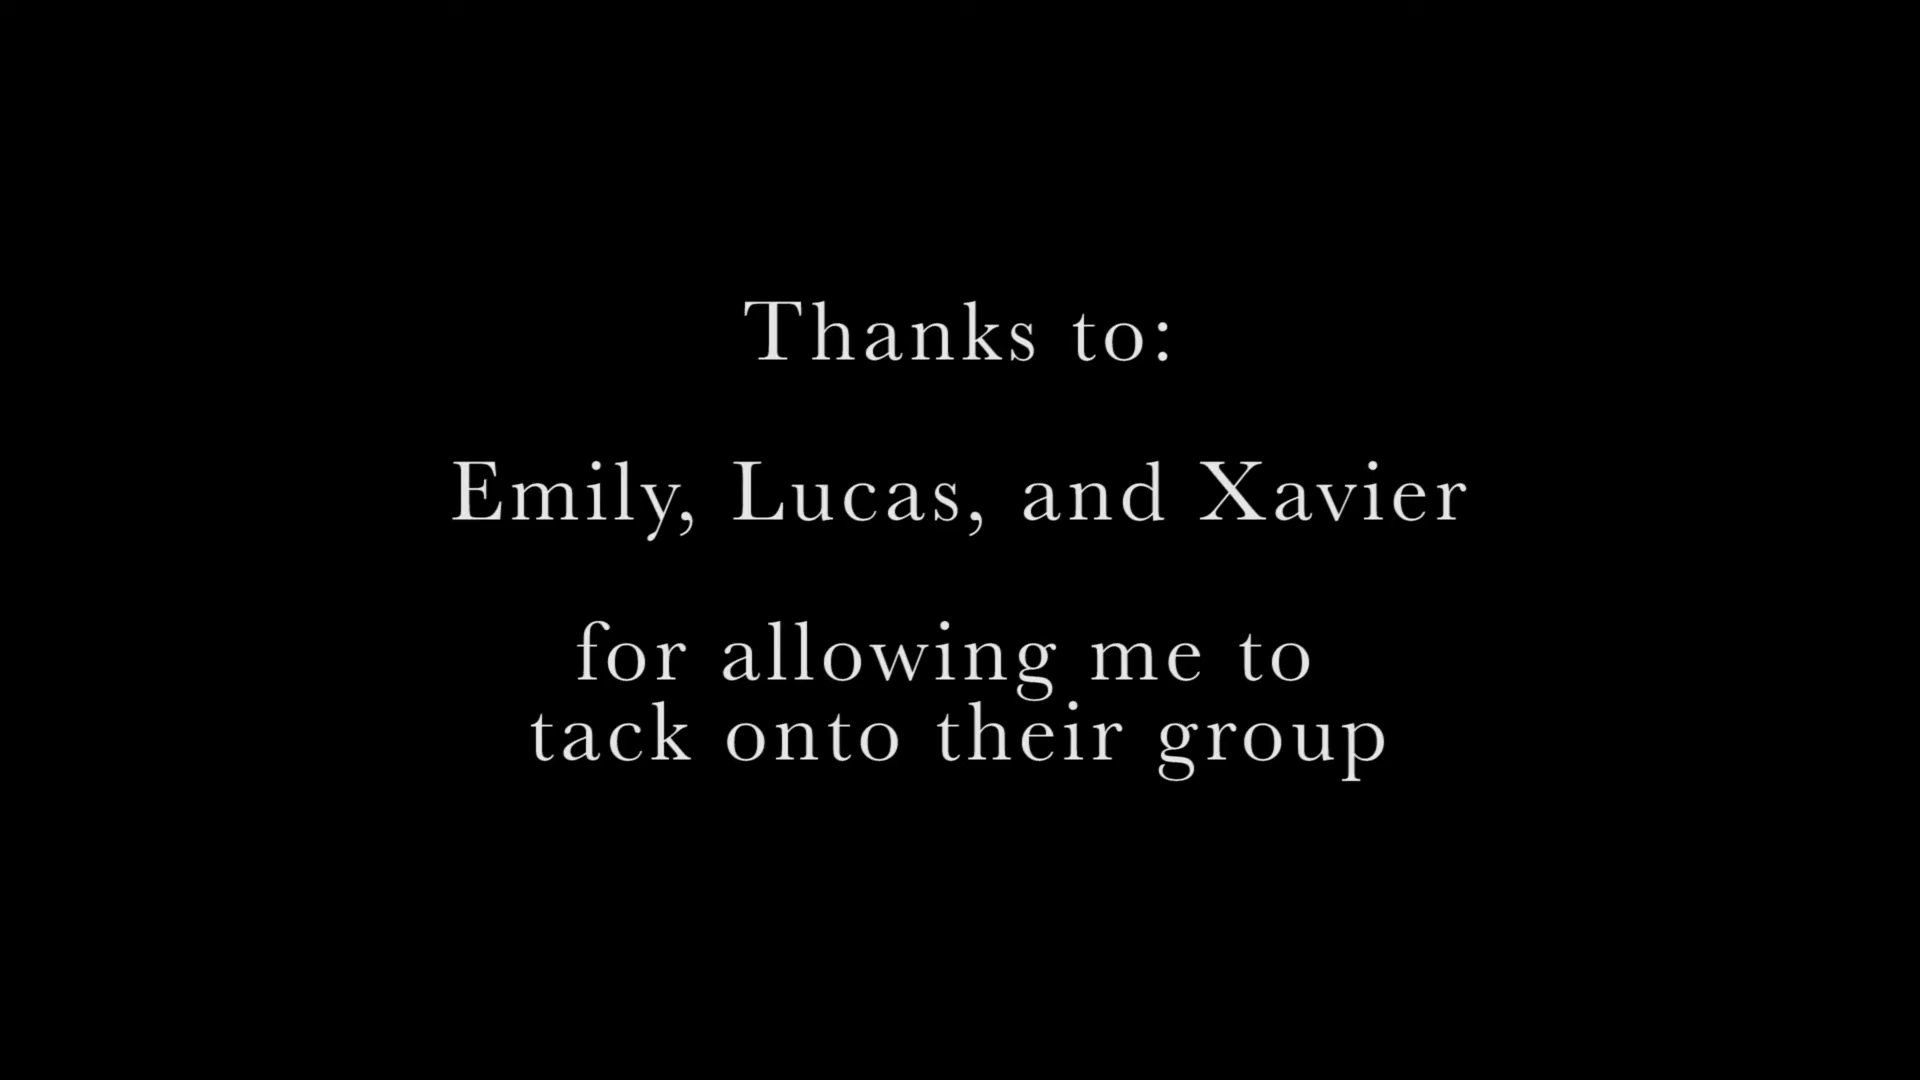 Thanks to:
Emily, Lucas, and Xavier
for allowing me to
tack onto their group